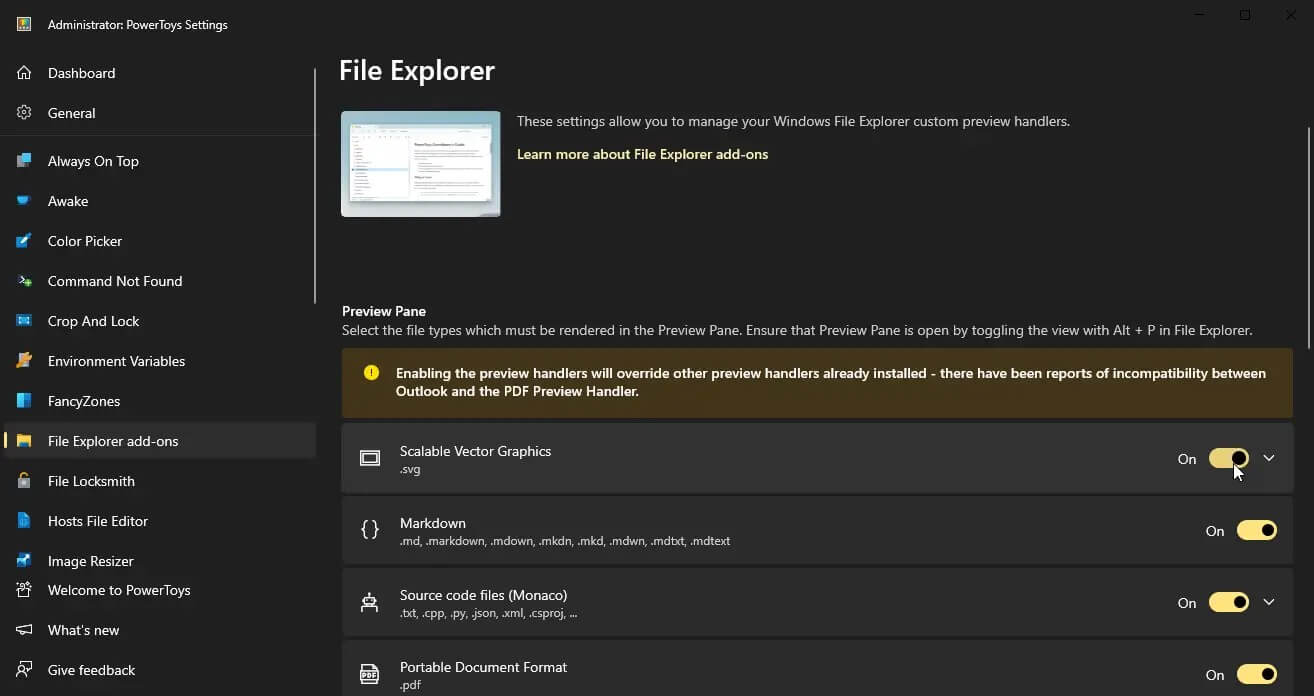 Administrator: PowerToys Settings
Dashboard
General
Always On Top
Awake
Color Picker
Command Not Found
Crop And Lock
Environment Variables
FancyZones
File Explorer add-ons
File Locksmith
Hosts File Editor
Image Resizer
Welcome to PowerToys
What's new
Give feedback
File Explorer
These settings allow you to manage your Windows File Explorer custom preview handlers.
Learn more about File Explorer add-ons
Preview Pane
Select the file types which must be rendered in the Preview Pane. Ensure that Preview Pane is open by toggling the view with Alt + P in File Explorer.
Enabling the preview handlers will override other preview handlers already installed - there have been reports of incompatibility between
Outlook and the PDF Preview Handler.
Scalable Vector Graphics
.svg
On
Markdown
.md, .markdown, .mdown, .mkdn, .mkd, .mdwn, .mdtxt, .mdtext
On
Source code files (Monaco)
.txt, .cpp, .py, .json, .xml, .csproj, ...
On
PDF
Portable Document Format
.pdf
On